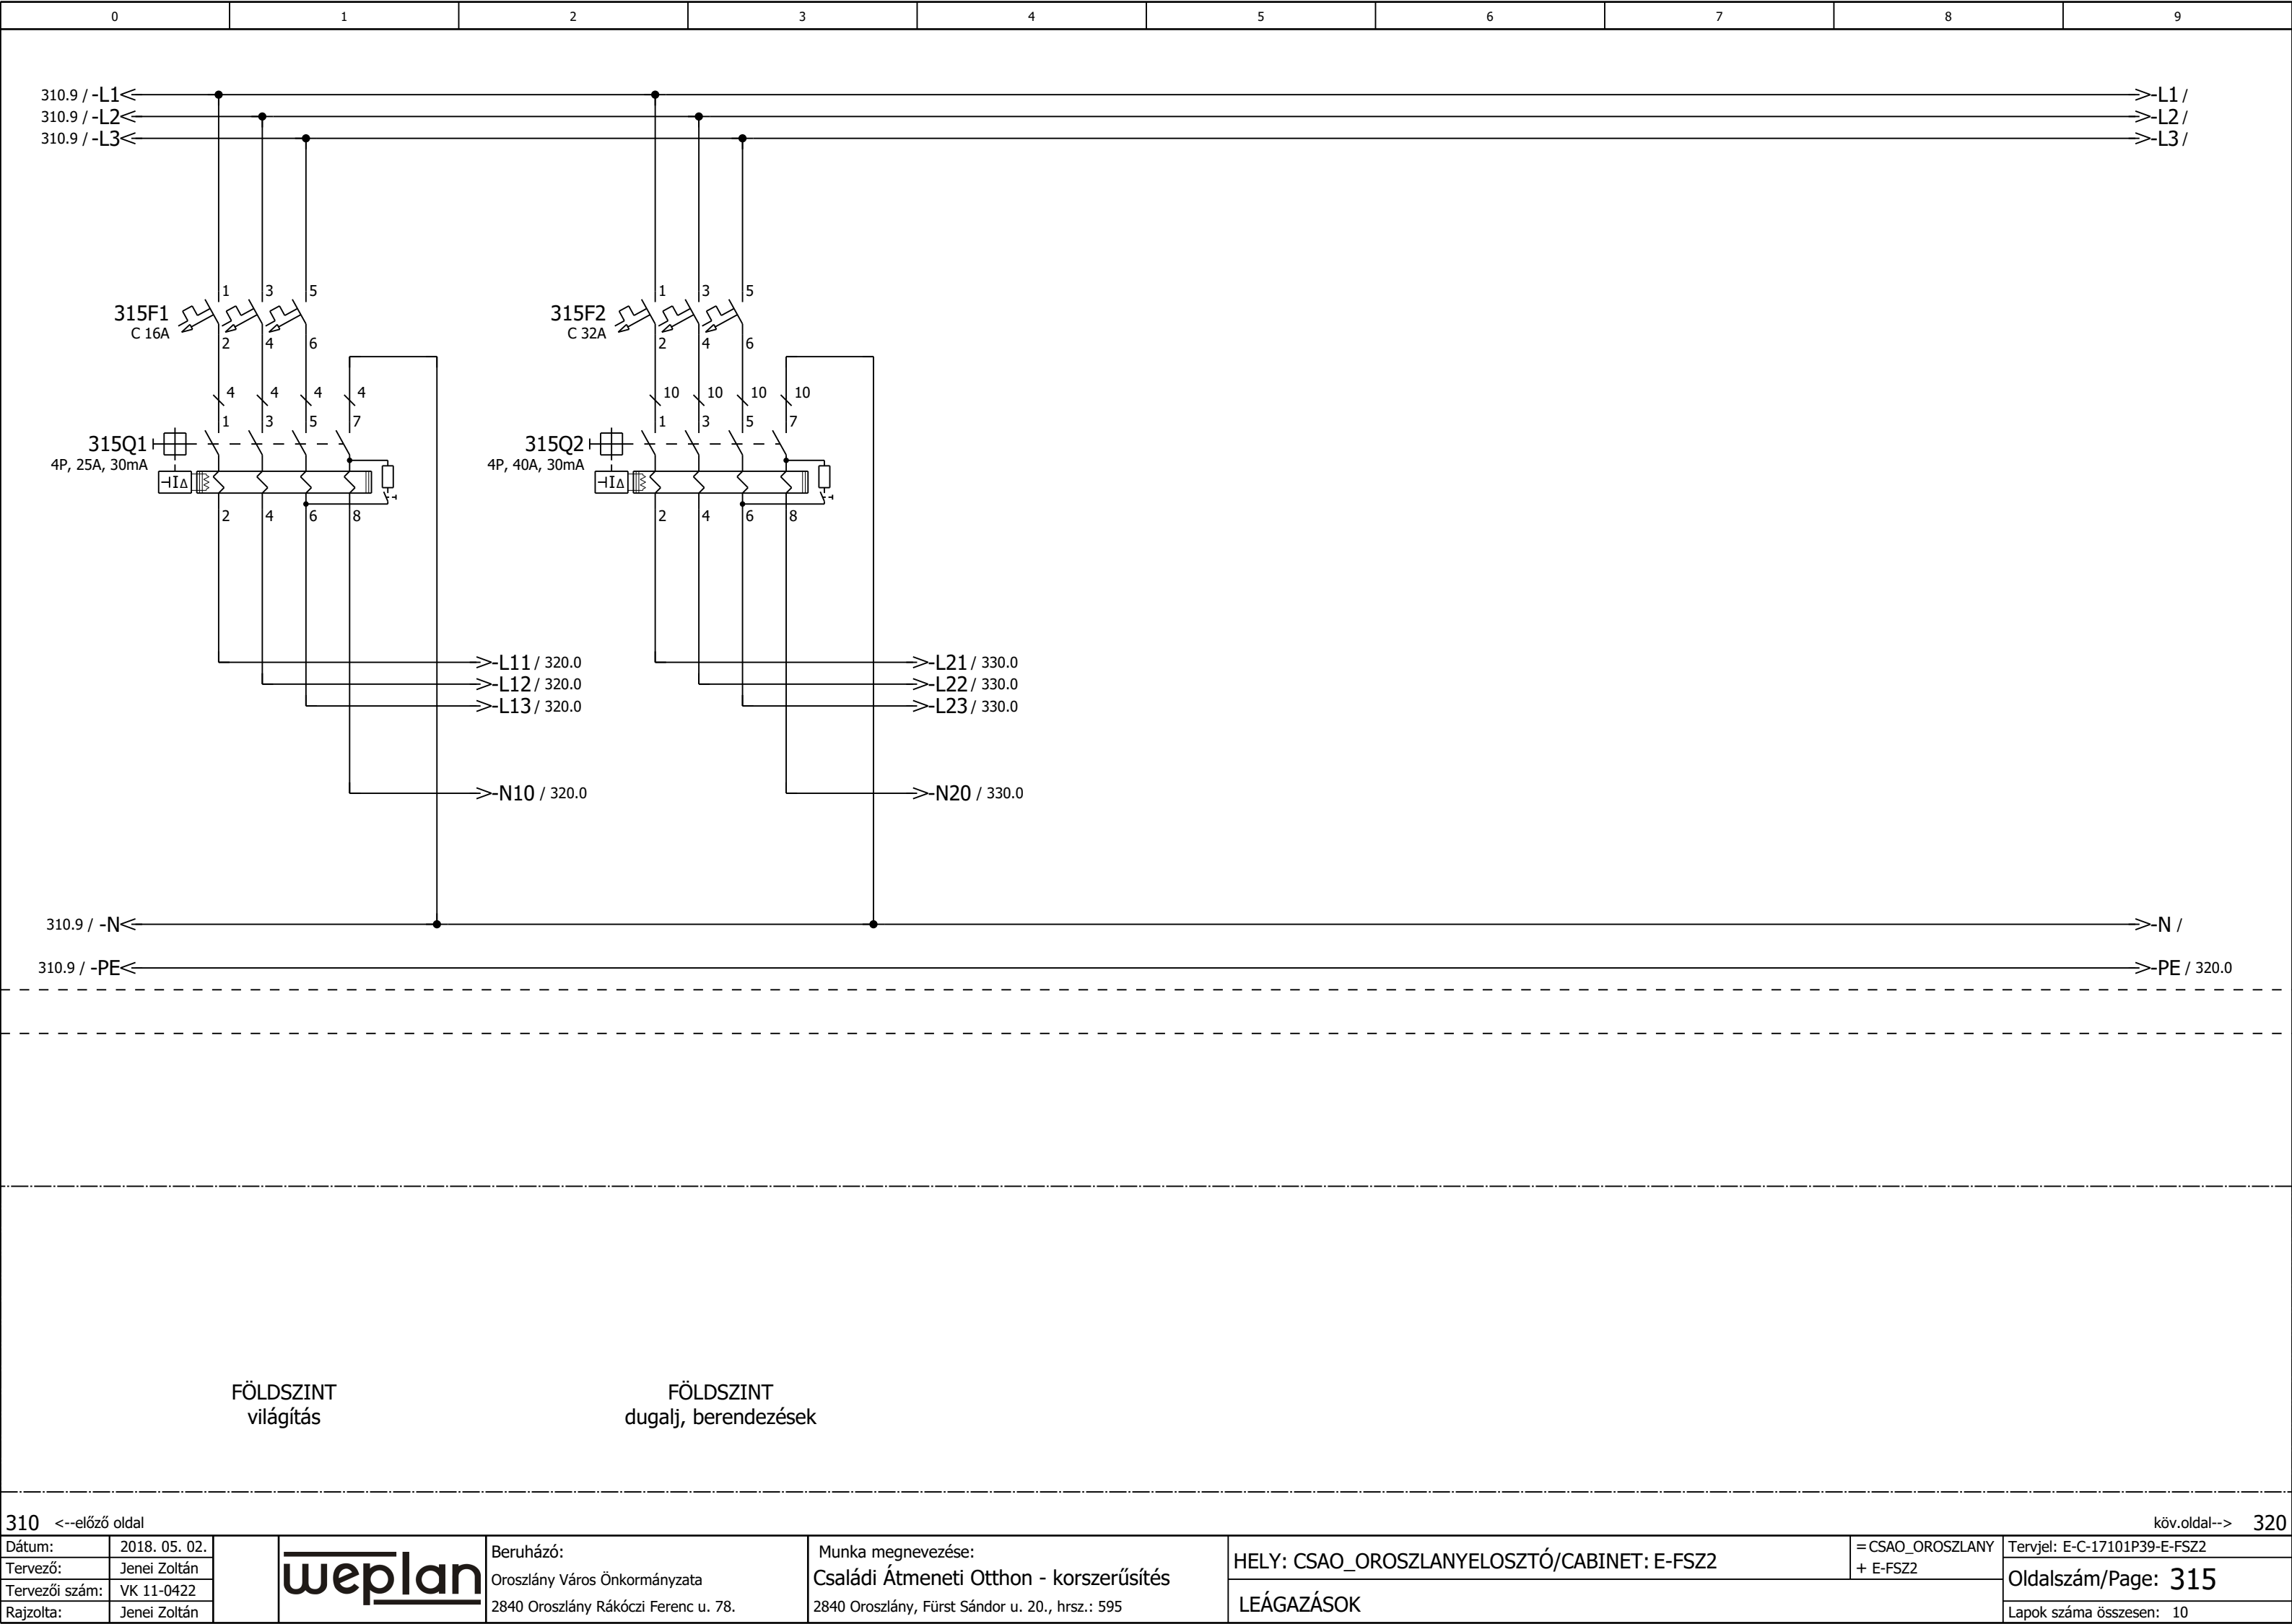 0 1 2 3 4 5 6 7 8 9
310.9 / -L1 -L1 /
310.9 / -L2 -L2 /
310.9 / -L3 -L3 /
1 3 5 1 3 5
315F1 315F2
C 16A C 32A
2 4 6 2 4 6
4 4 4 4 10 10 10 10
1 3 5 7 1 3 5 7
315Q1 315Q2
4P, 25A, 30mA 4P, 40A, 30mA
2 4 6 8 2 4 6 8
-L11 / 320.0 -L21 / 330.0
-L12 / 320.0 -L22 / 330.0
-L13 / 320.0 -L23 / 330.0
-N10 / 320.0 -N20 / 330.0
310.9 / -N -N /
310.9 / -PE -PE / 320.0
FÖLDSZINT
világítás
FÖLDSZINT
dugalj, berendezések
310 <--előző oldal
köv.oldal--> 320
Dátum: 2018. 05. 02.
Tervező: Jenei Zoltán
Tervezői szám: VK 11-0422
Rajzolta: Jenei Zoltán
weplan
Beruházó:
Oroszlány Város Önkormányzata
2840 Oroszlány Rákóczi Ferenc u. 78.
Munka megnevezése:
Családi Átmeneti Otthon - korszerűsítés
2840 Oroszlány, Fürst Sándor u. 20., hrsz.: 595
HELY: CSAO_OROSZLANYELOSZTÓ/CABINET: E-FSZ2
LEÁGAZÁSOK
=CSAO_OROSZLANY
+ E-FSZ2
Tervjel: E-C-17101P39-E-FSZ2
Oldalszám/Page: 315
Lapok száma összesen: 10